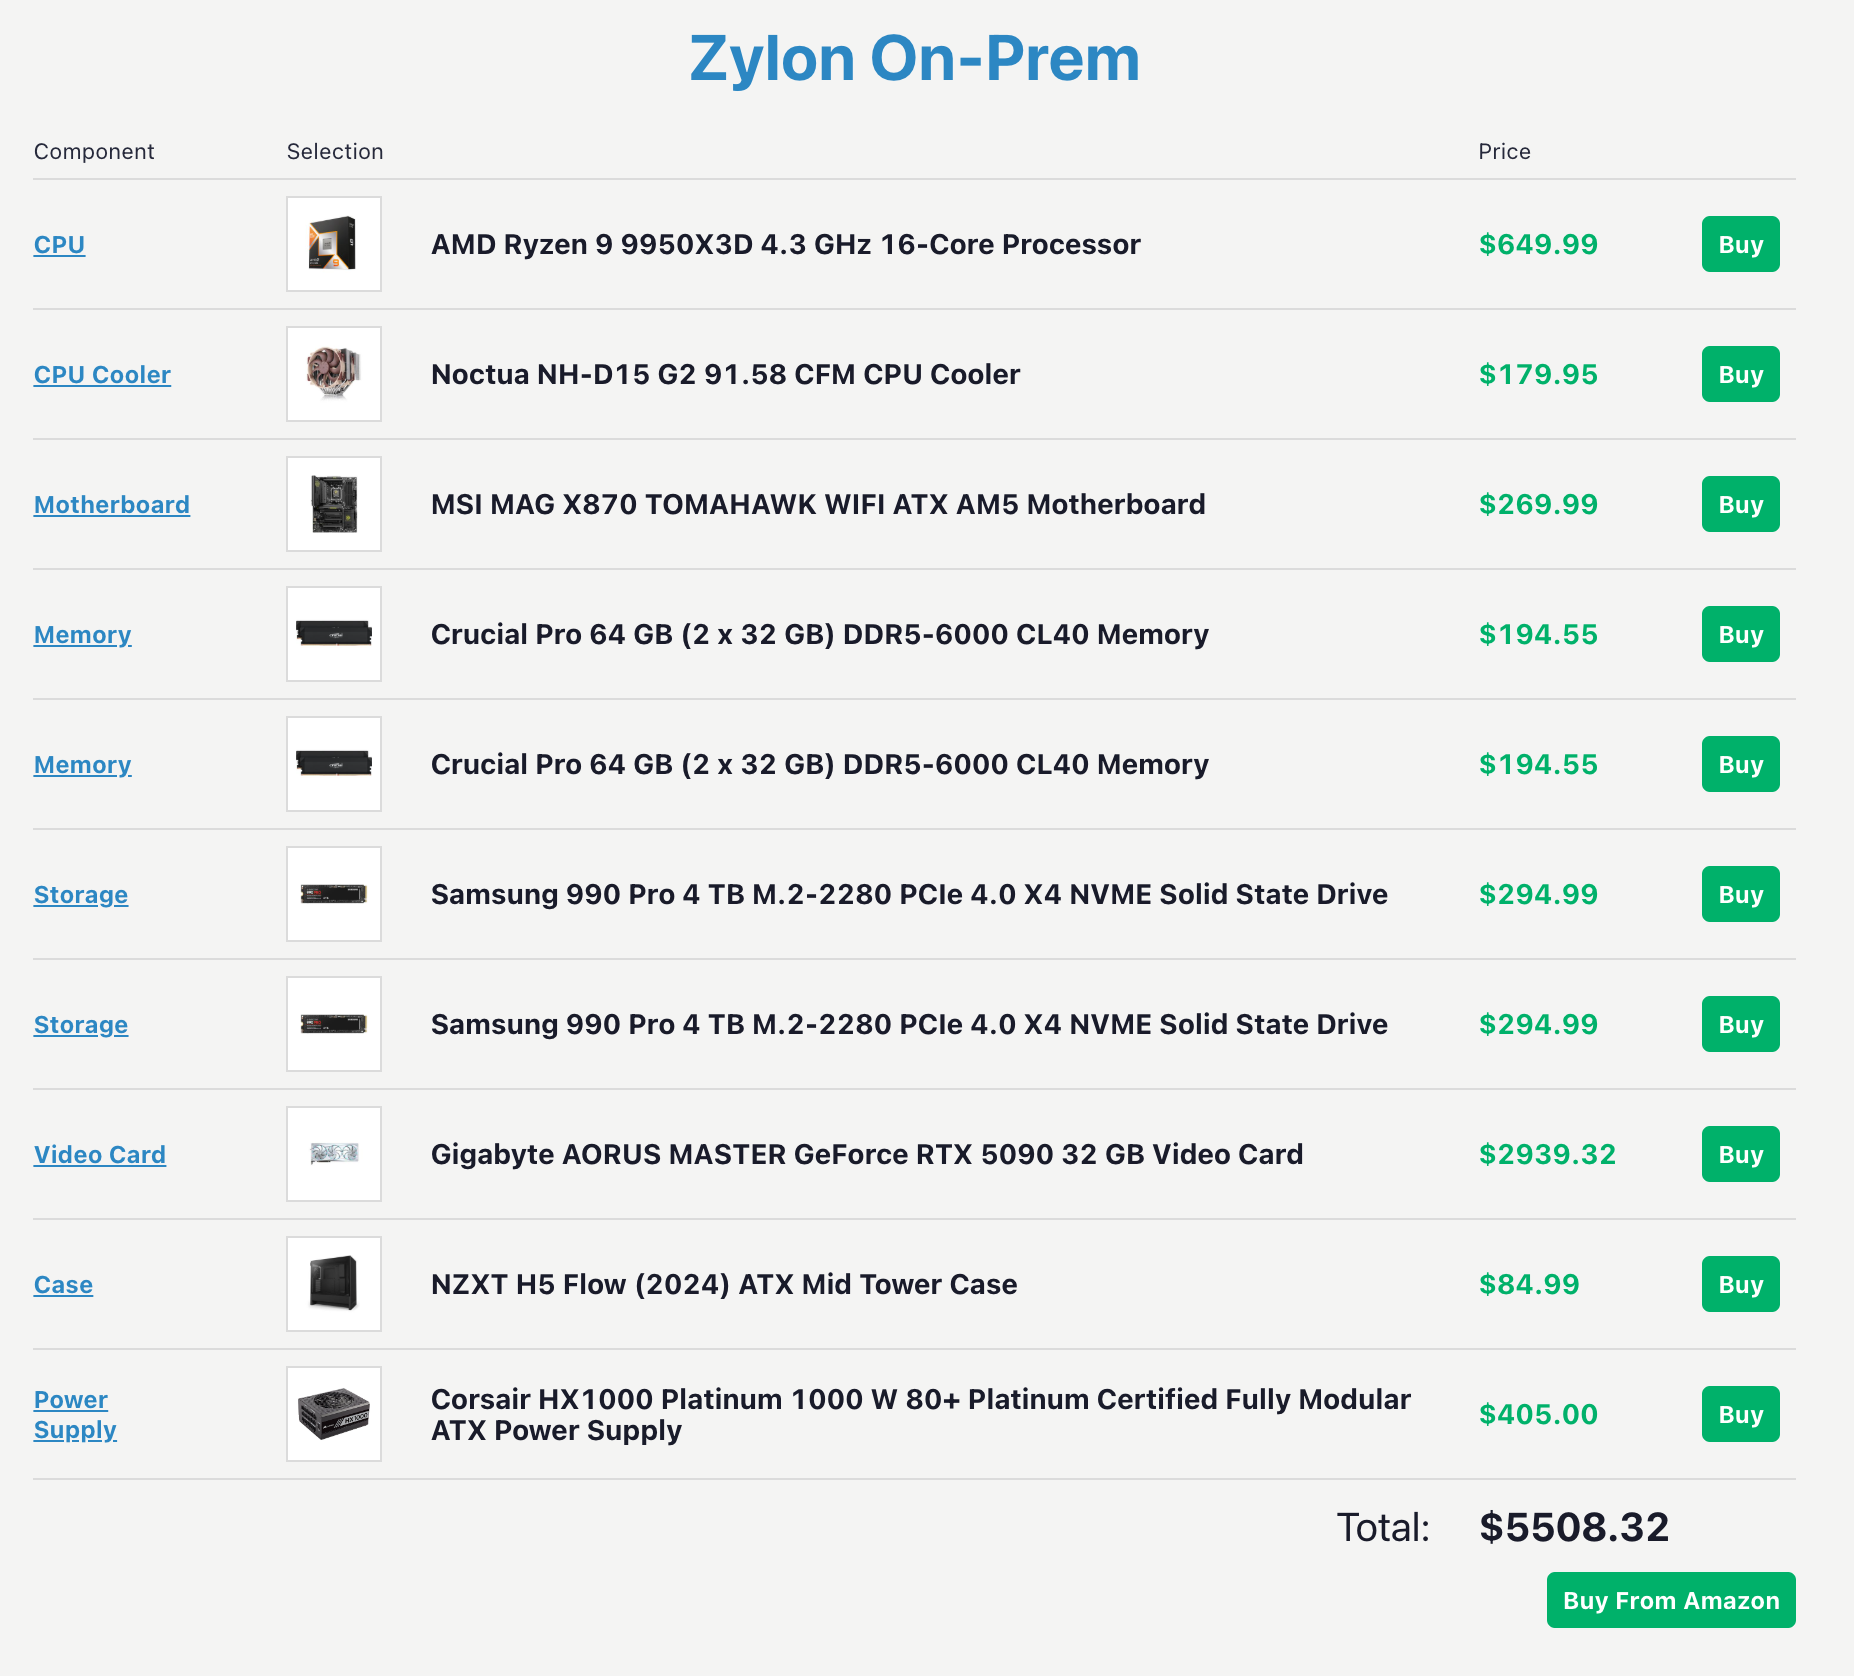 Zylon On-Prem
Component Selection Price
CPU AMD Ryzen 9 9950X3D 4.3 GHz 16-Core Processor $649.99 Buy
CPU Cooler Noctua NH-D15 G2 91.58 CFM CPU Cooler $179.95 Buy
Motherboard MSI MAG X870 TOMAHAWK WIFI ATX AM5 Motherboard $269.99 Buy
Memory Crucial Pro 64 GB (2 x 32 GB) DDR5-6000 CL40 Memory $194.55 Buy
Memory Crucial Pro 64 GB (2 x 32 GB) DDR5-6000 CL40 Memory $194.55 Buy
Storage Samsung 990 Pro 4 TB M.2-2280 PCIe 4.0 X4 NVME Solid State Drive $294.99 Buy
Storage Samsung 990 Pro 4 TB M.2-2280 PCIe 4.0 X4 NVME Solid State Drive $294.99 Buy
Video Card Gigabyte AORUS MASTER GeForce RTX 5090 32 GB Video Card $2939.32 Buy
Case NZXT H5 Flow (2024) ATX Mid Tower Case $84.99 Buy
Power Supply Corsair HX1000 Platinum 1000 W 80+ Platinum Certified Fully Modular
ATX Power Supply $405.00 Buy
Total: $5508.32
Buy From Amazon